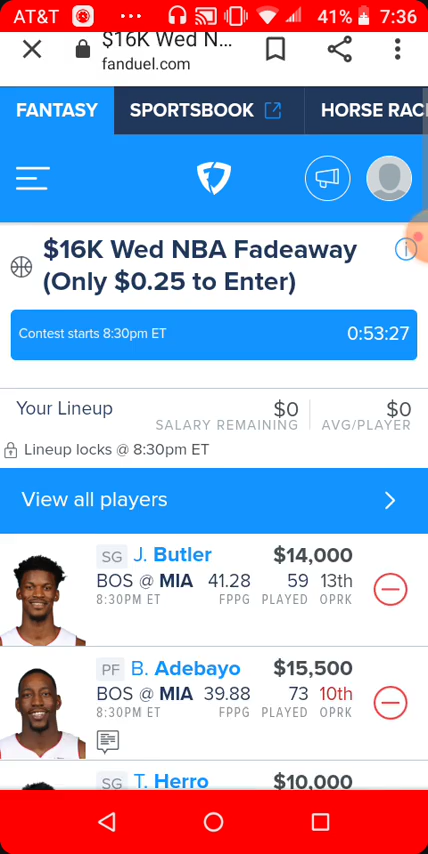 AT&T 41% 7:36
$16K Wed N...
fanduel.com
FANTASY SPORTSBOOK HORSE RAC
$16K Wed NBA Fadeaway
(Only $0.25 to Enter)
Contest starts 8:30pm ET 0:53:27
Your Lineup $0 $0
SALARY REMAINING AVG/PLAYER
Lineup locks @ 8:30pm ET
View all players
SG J. Butler $14,000
BOS @ MIA 41.28 59 13th
8:30PM ET FPPG PLAYED OPRK
PF B. Adebayo $15,500
BOS @ MIA 39.88 73 10th
8:30PM ET FPPG PLAYED OPRK
SG T. Herro $10,000